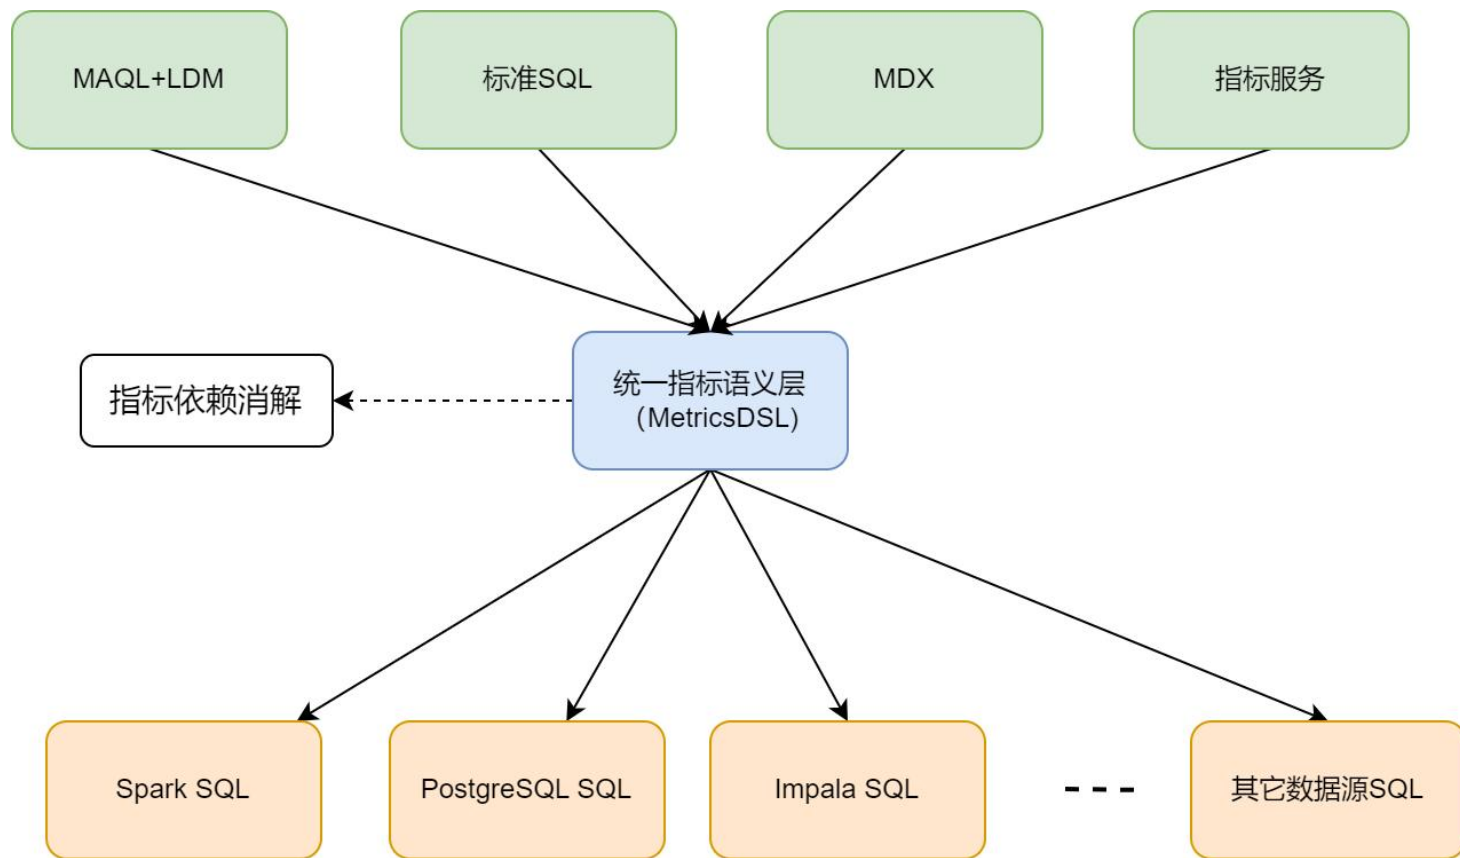 MAQL+LDM
标准SQL
MDX
指标服务
指标依赖消解
统一指标语义层
（MetricsDSL）
Spark SQL
PostgreSQL SQL
Impala SQL
其它数据源SQL